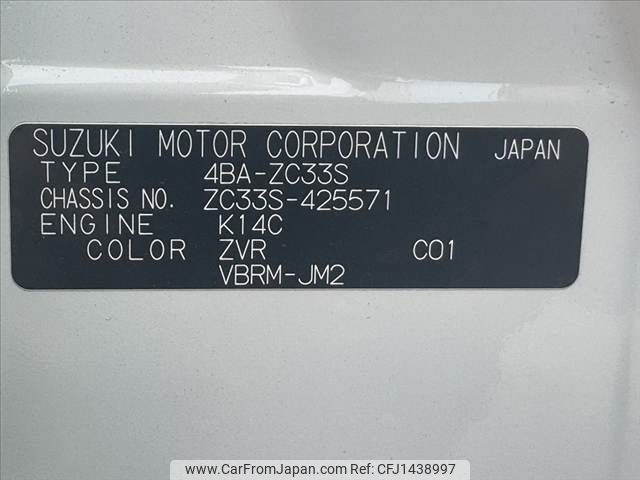 SUZUKI MOTOR CORPORATION JAPAN
TYPE 4BA-ZC33S
CHASSIS NO. ZC33S-425571
ENGINE K14C
COLOR ZVR C01
VBRM-JM2
www.CarFromJapan.com CFJ1438997